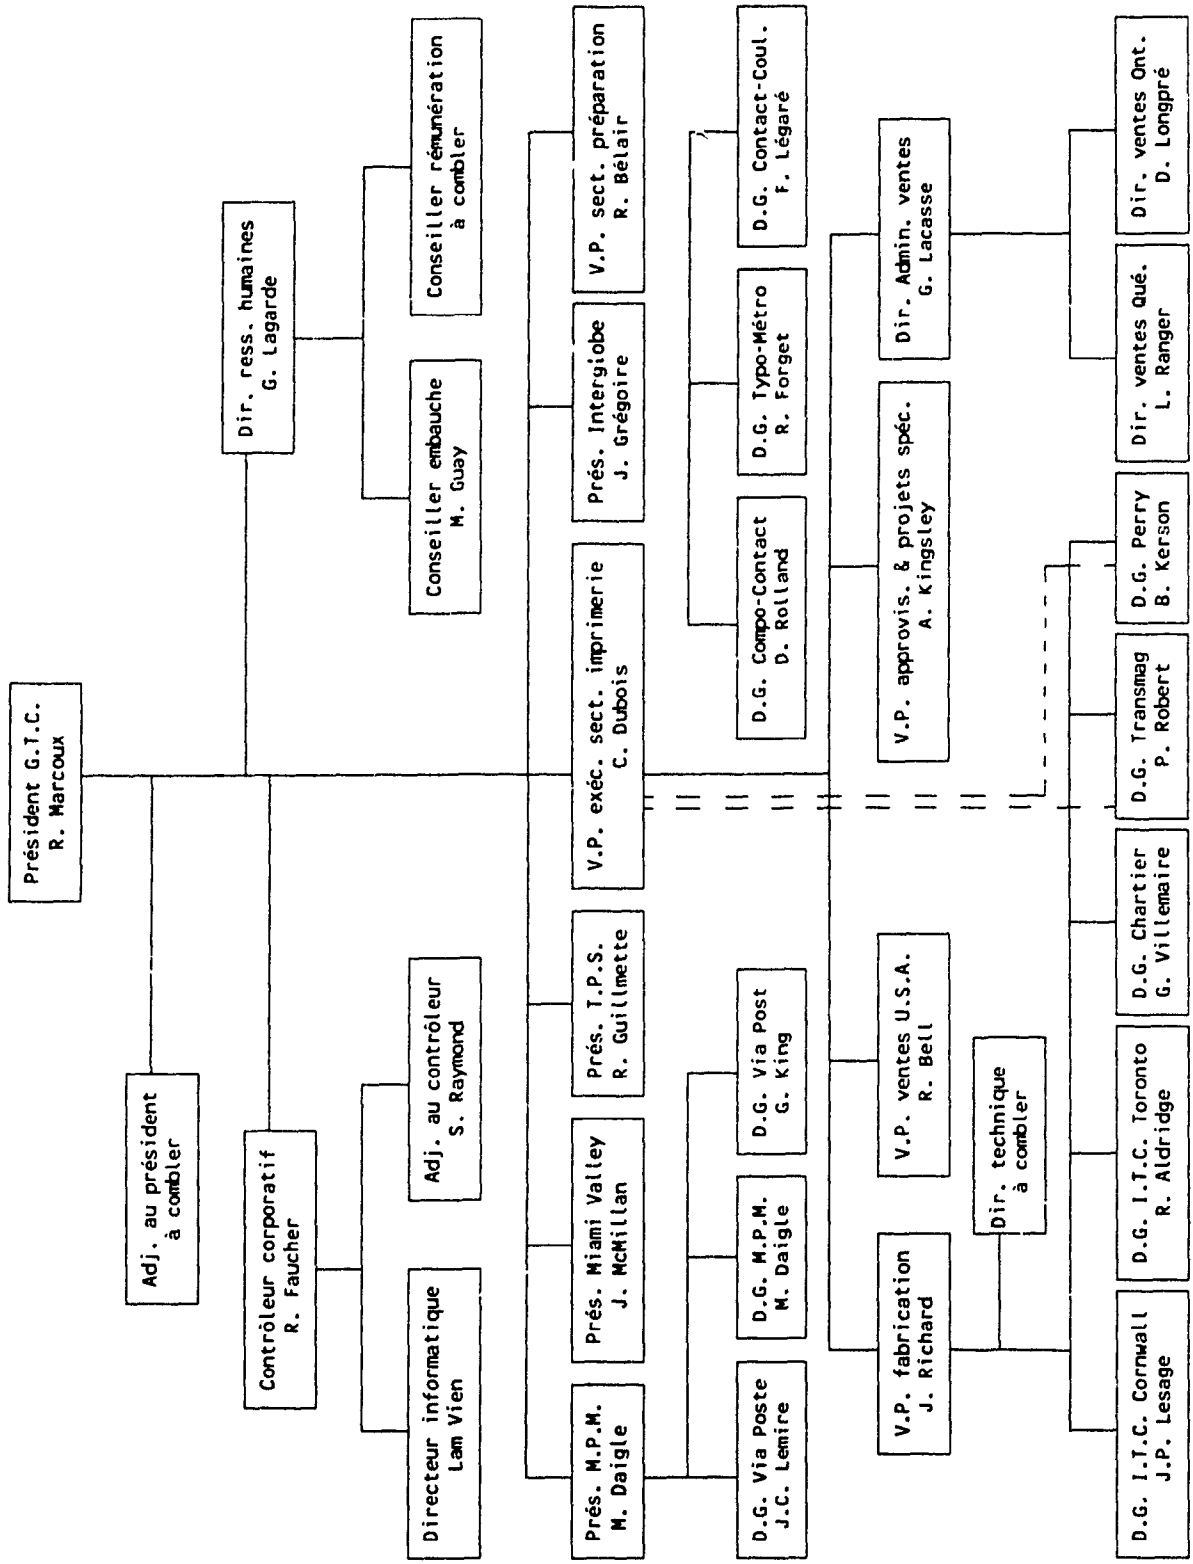 Président G.T.C.
R. Marcoux
Adj. au président
à combler
Dir. ress. humaines
G. Lagarde
Contrôleur corporatif
R. Faucher
Directeur informatique
Lam Vien
Adj. au contrôleur
S. Raymond
Conseiller embauche
M. Guay
Conseiller rémunération
à combler
Prés. M.P.M.
M. Daigle
Prés. Miami Valley
J. McMillan
Prés. T.P.S.
R. Guillmette
V.P. exéc. sect. imprimerie
C. Dubois
Prés. Intergiobe
J. Grégoire
V.P. sect. préparation
R. Bélair
D.G. Via Poste
J.C. Lemire
D.G. M.P.M.
M. Daigle
D.G. Via Post
G. King
D.G. Compo-Contact
D. Rolland
D.G. Typo-Métro
R. Forget
D.G. Contact-Coul.
F. Légaré
V.P. fabrication
J. Richard
V.P. ventes U.S.A.
R. Bell
V.P. approvis. & projets spéc.
A. Kingsley
Dir. Admin. ventes
G. Lacasse
Dir. technique
à combler
D.G. I.T.C. Cornwall
J.P. Lesage
D.G. I.T.C. Toronto
R. Aldridge
D.G. Chartier
G. Villemaire
D.G. Transmag
P. Robert
D.G. Perry
B. Kerson
Dir. ventes Qué.
L. Ranger
Dir. ventes Ont.
D. Longpré